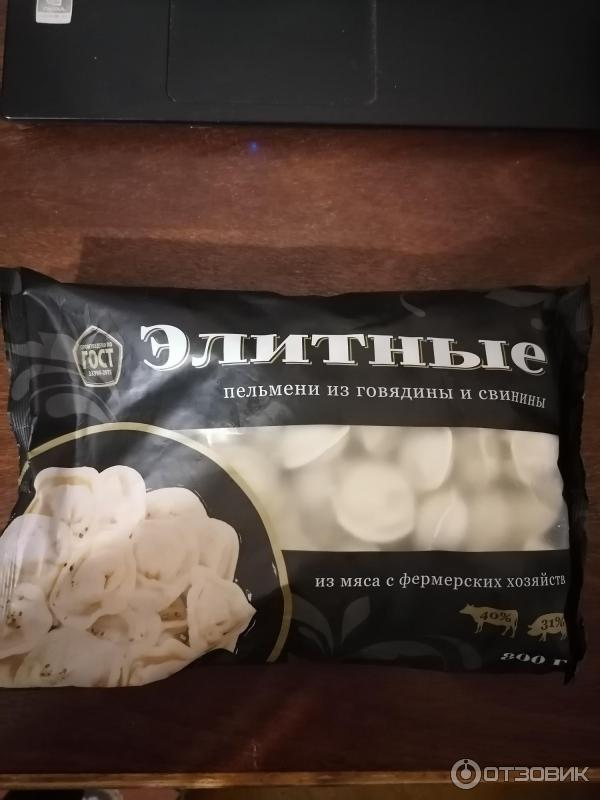 ГОСТ
Элитные
пельмени из говядины и свинины
из мяса с фермерских хозяйств
40%
31%
800 г
ОТЗОВИК